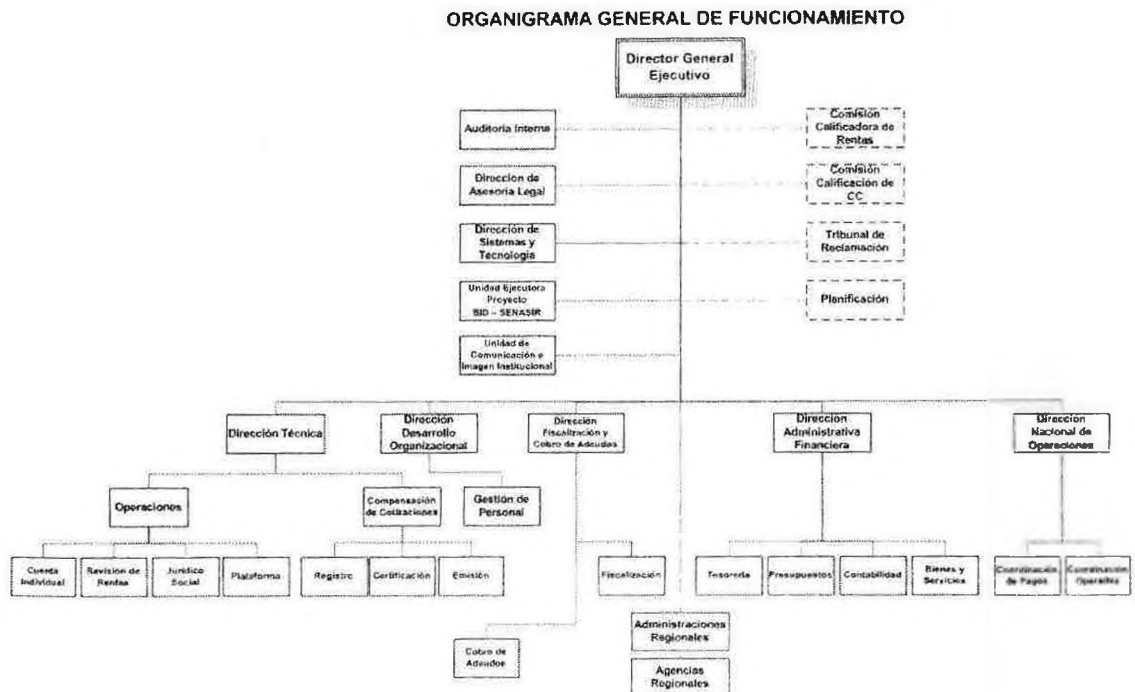 ORGANIGRAMA GENERAL DE FUNCIONAMIENTO
Director General
Ejecutivo
Auditoria Interna
Comisión
Calificadora de
Rentas
Direccion de
Asesoria Legal
Comisión
Calificación de
CC
Dirección de
Sistemas y
Tecnología
Tribunal de
Reclamación
Unidad Ejecutora
Proyecto
BID – SENASIR
Planificación
Unidad de
Comunicación e
Imagen Institucional
Dirección Técnica
Dirección
Desarrollo
Organizacional
Dirección
Fiscalización y
Cobro de Adeudos
Dirección
Administrativa
Financiera
Dirección
Nacional de
Operaciones
Operaciones
Compensación
de Cotizaciones
Gestión de
Personal
Cuenta
Individual
Revisión de
Rentas
Jurídico
Social
Plataforma
Registro
Certificación
Emisión
Fiscalización
Tesorería
Presupuestos
Contabilidad
Bienes y
Servicios
Coordinación
de Pagos
Coordinación
Operativa
Cobro de
Adeudos
Administraciones
Regionales
Agencias
Regionales